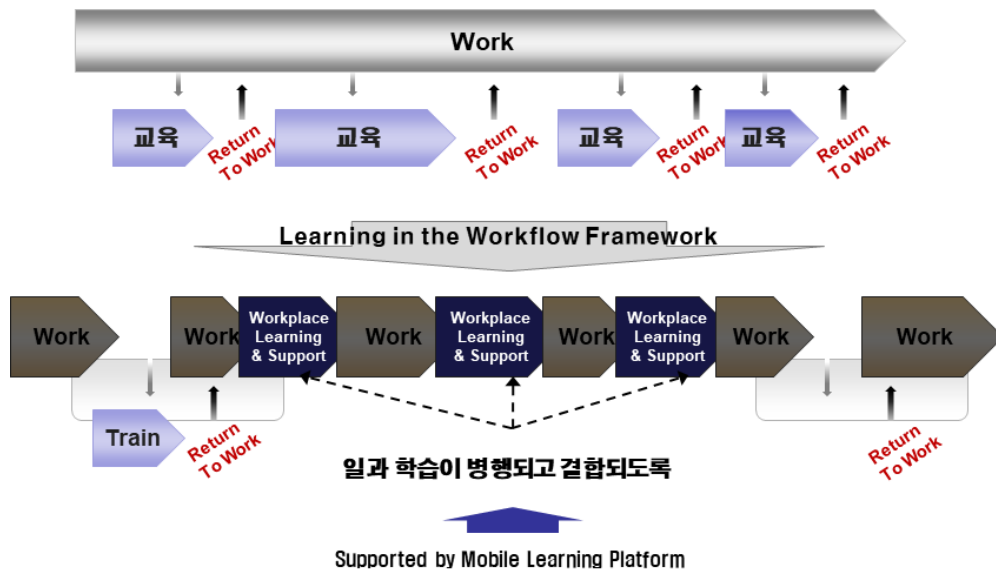 Work
교육
Return
To Work
교육
Return
To Work
교육
Return
To Work
교육
Return
To Work
Learning in the Workflow Framework
Work
Work
Workplace
Learning
& Support
Work
Workplace
Learning
& Support
Work
Workplace
Learning
& Support
Work
Work
Train
Return
To Work
Return
To Work
일과 학습이 병행되고 결합되도록
Supported by Mobile Learning Platform